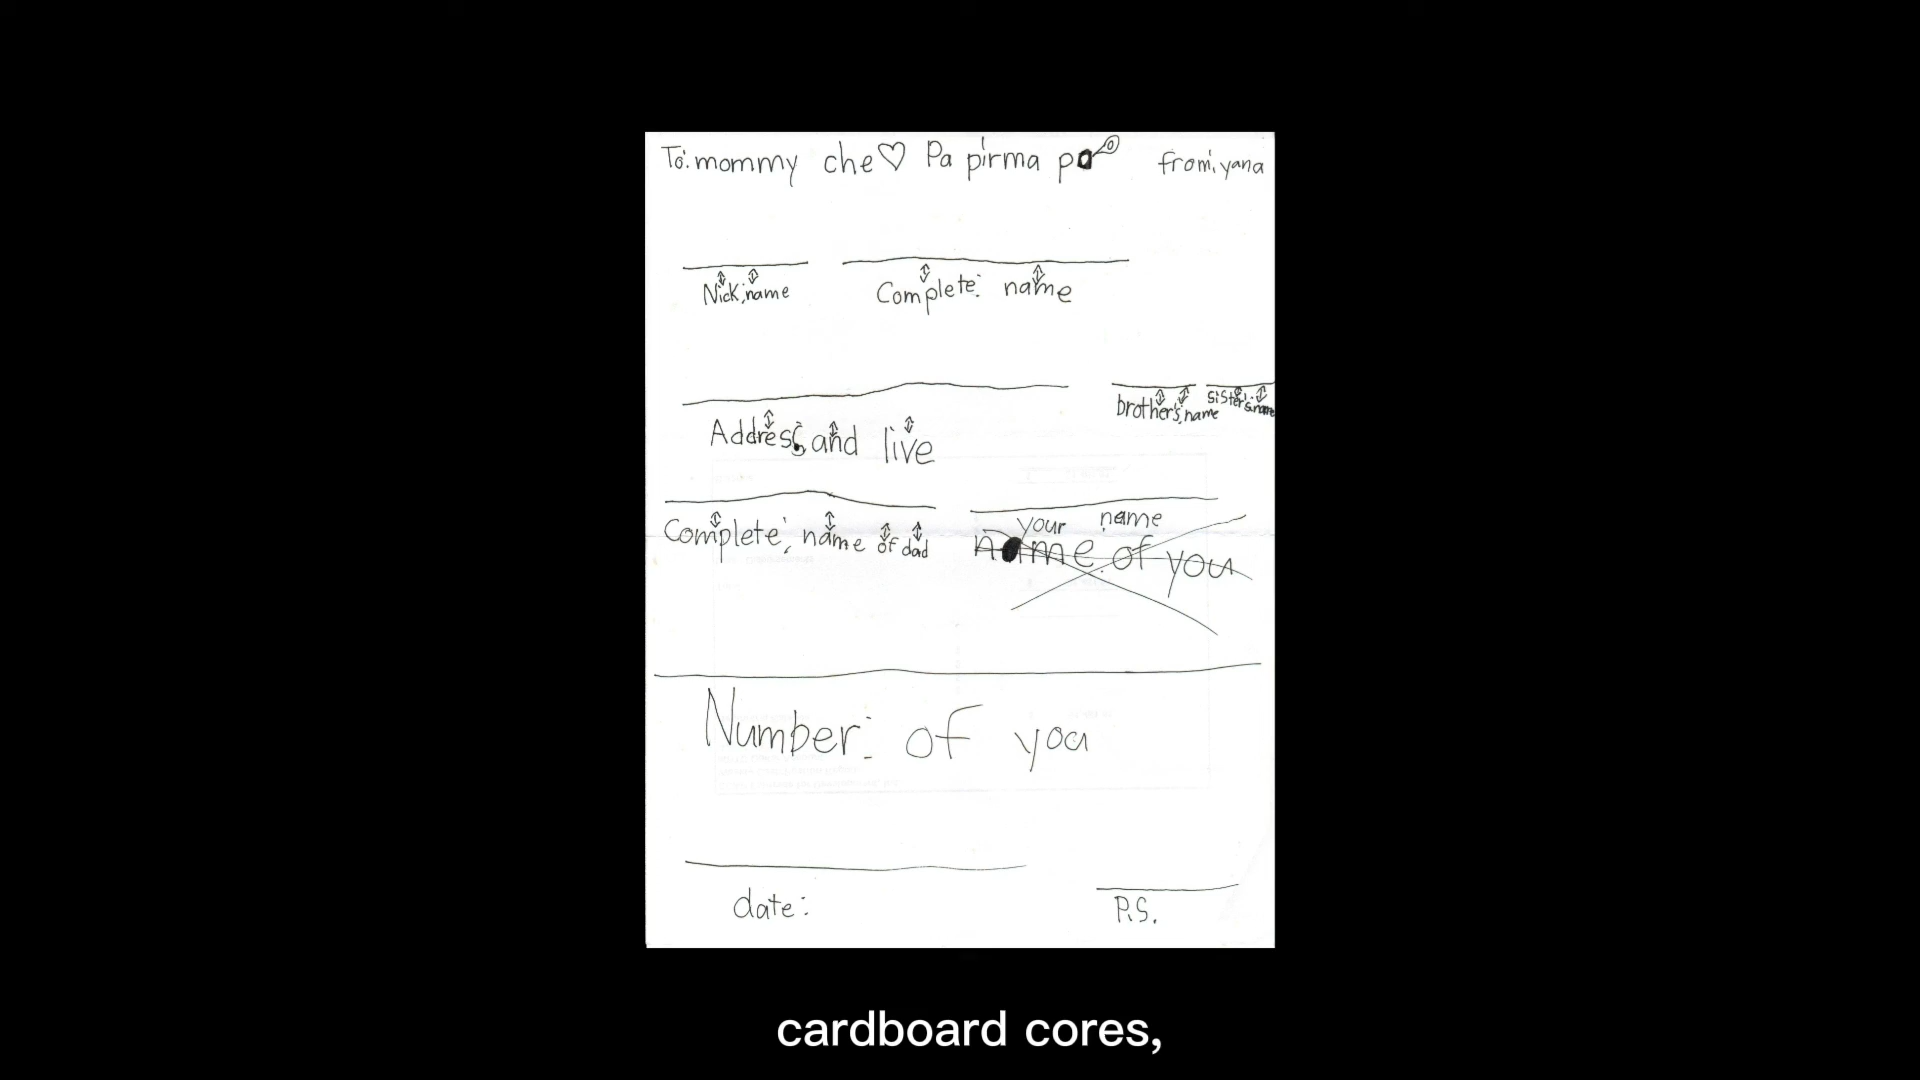 To: mommy che♡ Pa pirma po from: yana
Nick; name
Complete: name
Address, and live
brother's, name
sister's. name
Complete; name of dad
your name
name of you
Number: of you
date:
P.S.
cardboard cores,